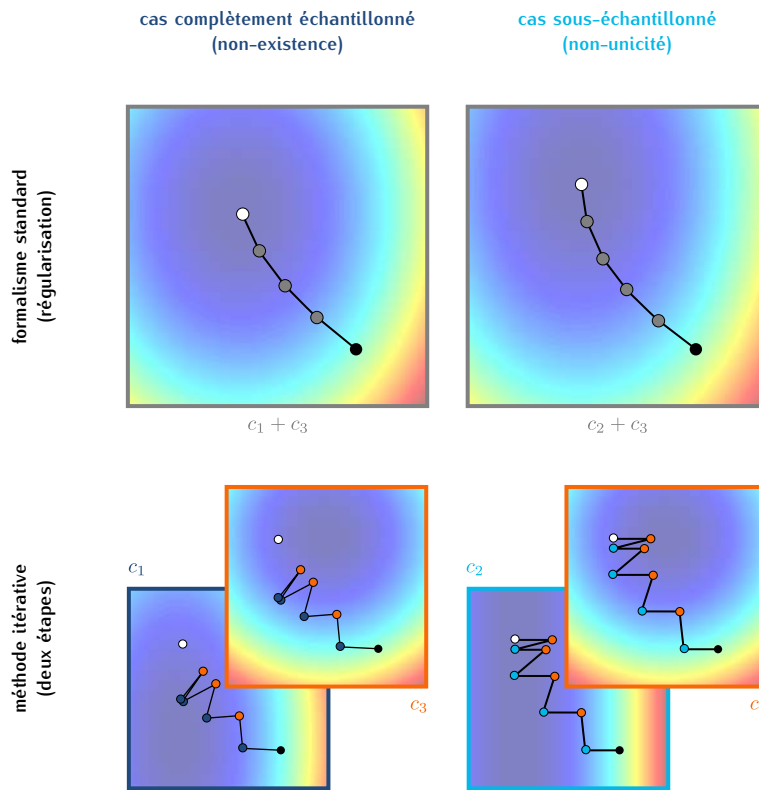 cas complètement échantillonné
(non-existence)
cas sous-échantillonné
(non-unicité)
formalisme standard
(régularisation)
c₁ + c₃
c₂ + c₃
méthode itérative
(deux étapes)
c₁
c₃
c₂
c